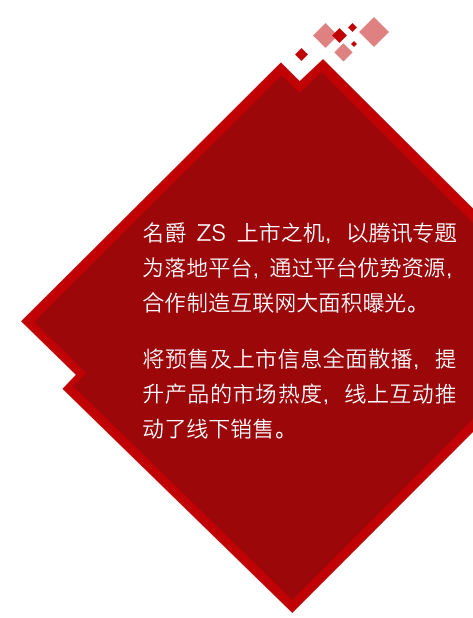 名爵 ZS 上市之机，以腾讯专题
为落地平台，通过平台优势资源，
合作制造互联网大面积曝光。
将预售及上市信息全面散播，提
升产品的市场热度，线上互动推
动了线下销售。